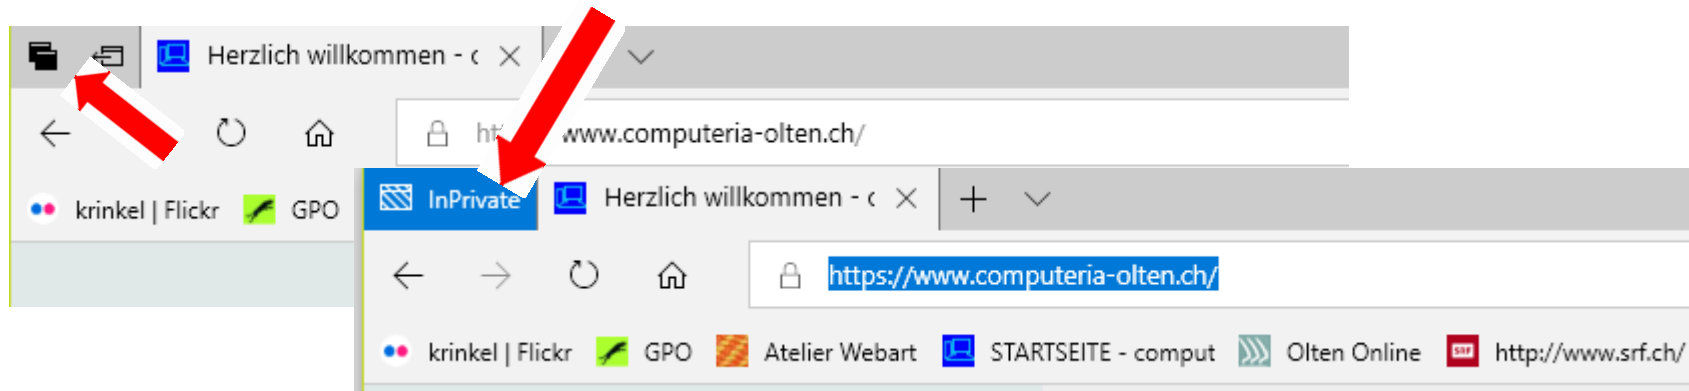 Herzlich willkommen - c
www.computeria-olten.ch/
krinkel | Flickr GPO
InPrivate Herzlich willkommen - c
https://www.computeria-olten.ch/
krinkel | Flickr GPO Atelier Webart STARTSEITE - comput Olten Online http://www.srf.ch/